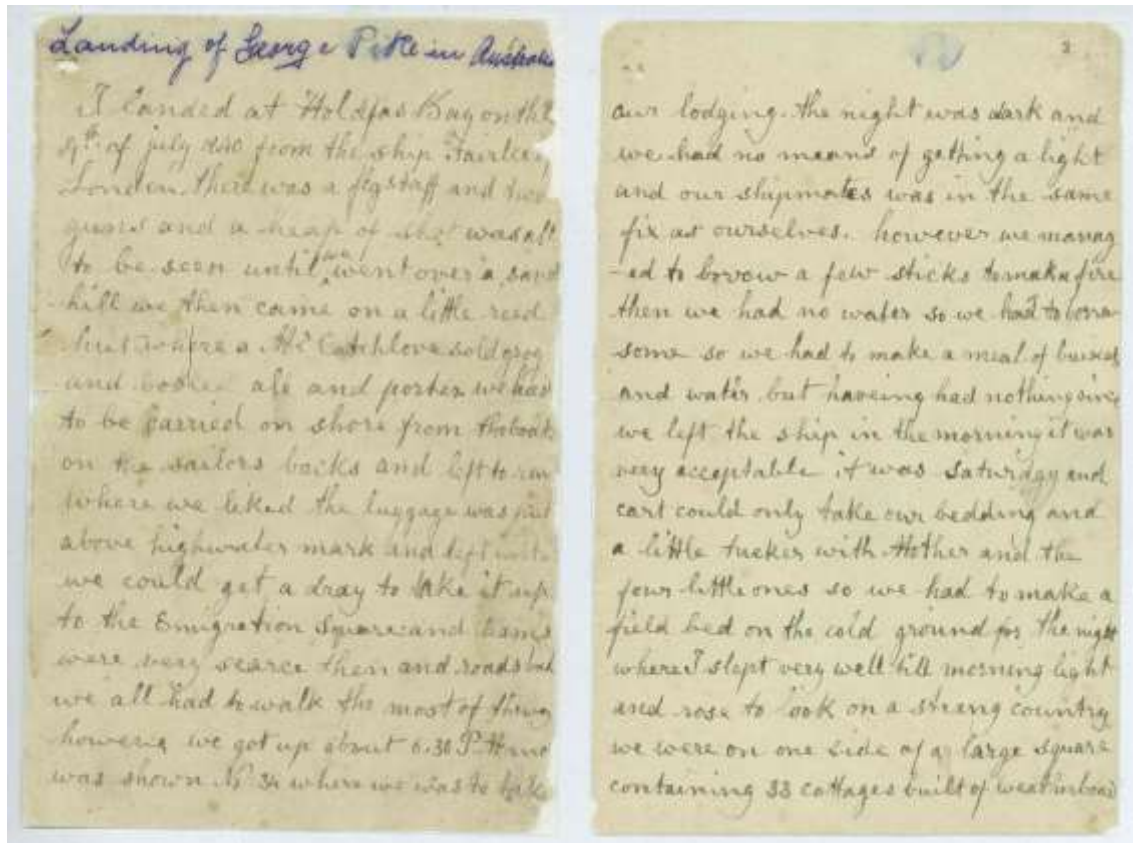 Landing of George Pike in Australia
I landed at Holdfas Bay on the
of july 1840 from the ship Fairlee
London there was a flgstaff and two
guns and a heap of shot was all
to be seen until we went over a sand
hill we then came on a little reed
hut where a Mr Catchlove sold grog
and ale and porter we had
to be carried on shore from the boats
on the sailors backs and left to
where we liked the luggage was put
above highwater mark and left until
we could get a dray to take it up
to the Emigration Square and
were very scarce then and roads bad
we all had to walk the most of the way
however we got up about 6.30 P.M and
was shown No 34 where we was to take
2
our lodging. the night was dark and
we had no means of getting a light
and our shipmates was in the same
fix as ourselves. however we manag
-ed to borrow a few sticks to make fire
then we had no water so we had to borrow
some so we had to make a meal of
and water but haveing had nothing since
we left the ship in the morning it was
very acceptable it was Saturday and
cart could only take our bedding and
a little tucker with Mother and the
four little ones so we had to make a
field bed on the cold ground for the night
where I slept very well till morning light
and rose to look on a strang country
we were on one side of a large square
containing 33 cottages built of weatherboard